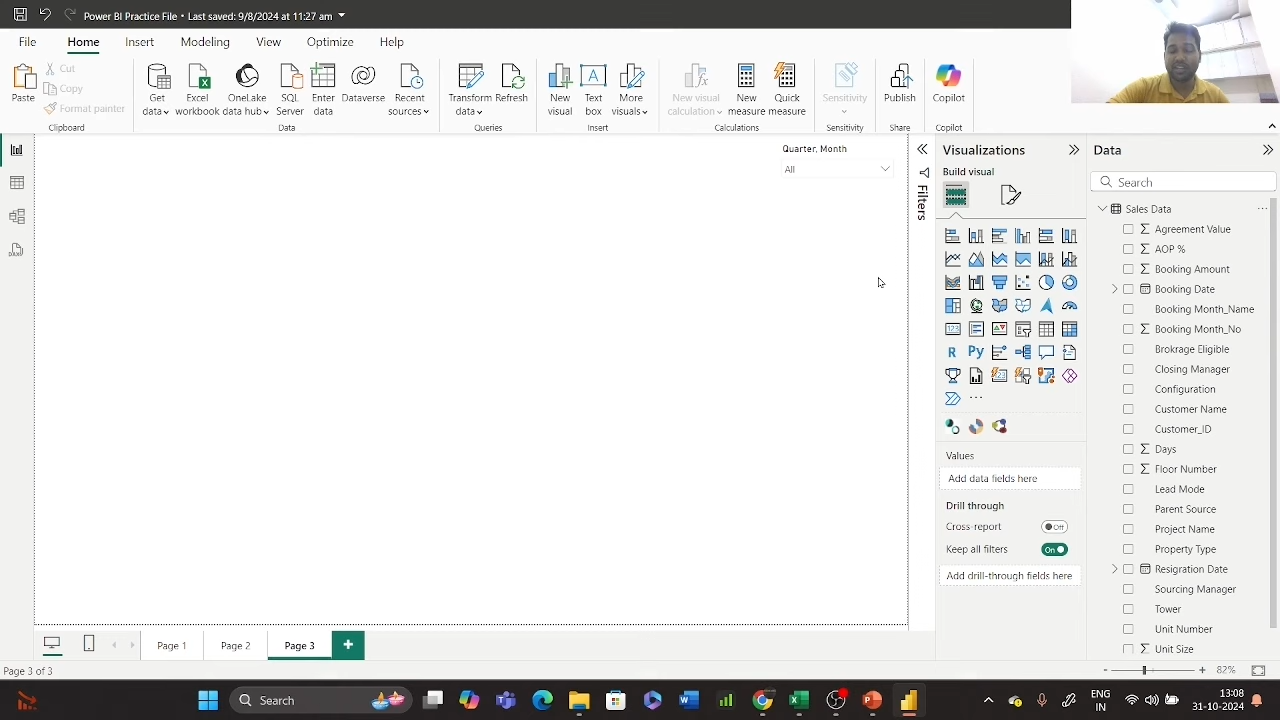 Power BI Practice File • Last saved: 9/8/2024 at 11:27 am
File Home Insert Modeling View Optimize Help
Paste
Cut
Copy
Format painter
Clipboard
Get data
Excel workbook
OneLake data hub
SQL Server
Enter data
Dataverse
Recent sources
Data
Transform data
Refresh
Queries
New visual
Text box
More visuals
Insert
New visual calculation
New measure
Quick measure
Calculations
Sensitivity
Sensitivity
Publish
Share
Copilot
Copilot
Quarter, Month
All
Filters
Visualizations
Build visual
R
Py
123
Values
Add data fields here
Drill through
Cross-report
Off
Keep all filters
On
Add drill-through fields here
Data
Search
Sales Data
Agreement Value
AOP %
Booking Amount
Booking Date
Booking Month_Name
Booking Month_No
Brokrage Eligible
Closing Manager
Configuration
Customer Name
Customer_ID
Days
Floor Number
Lead Mode
Parent Source
Project Name
Property Type
Resigration Date
Sourcing Manager
Tower
Unit Number
Unit Size
Page 1
Page 2
Page 3
Page 3 of 3
82%
Search
ENG
IN
13:08
31-10-2024